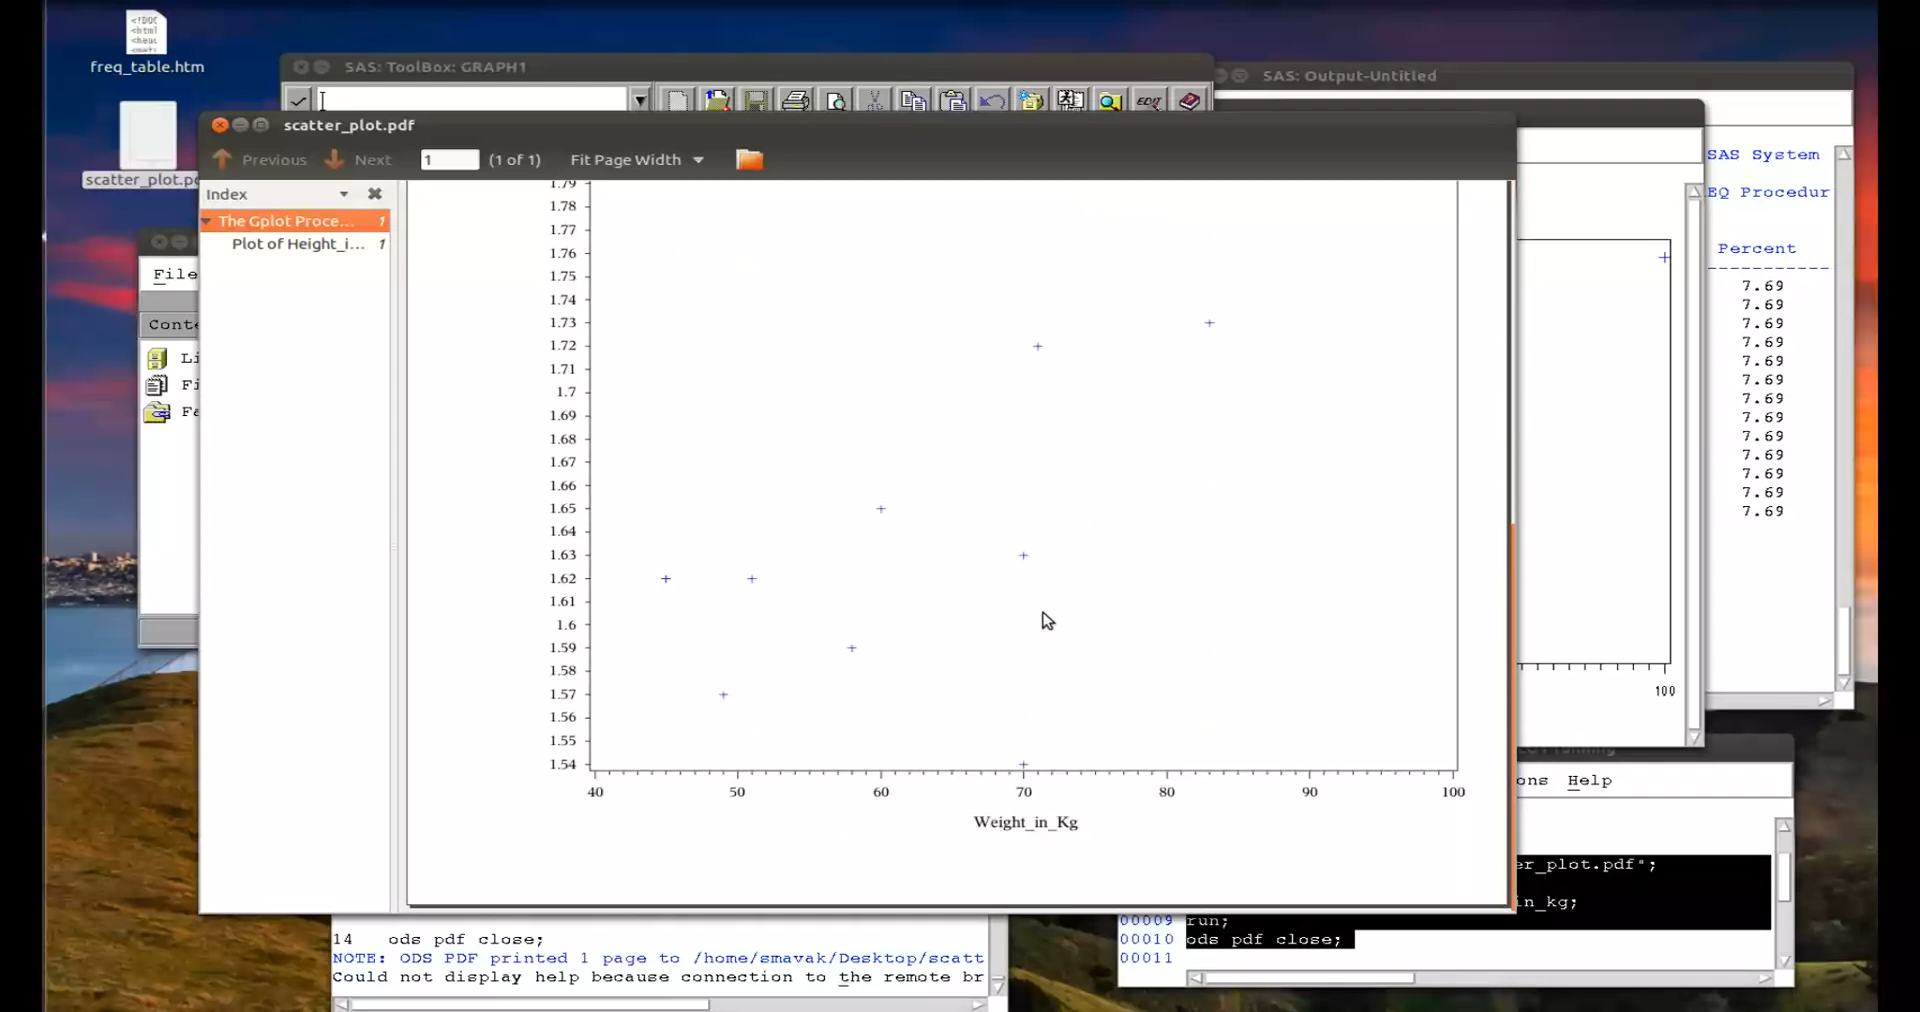 <!DOC
<html
<head
freq_table.htm
scatter_plot.p
SAS: ToolBox: GRAPH1
SAS: Output-Untitled
scatter_plot.pdf
Previous
Next
1
(1 of 1)
Fit Page Width
Index
The Gplot Proce... 1
Plot of Height_i... 1
File
Conte
Li
Fi
Fa
1.79
1.78
1.77
1.76
1.75
1.74
1.73
1.72
1.71
1.7
1.69
1.68
1.67
1.66
1.65
1.64
1.63
1.62
1.61
1.6
1.59
1.58
1.57
1.56
1.55
1.54
40 50 60 70 80 90 100
Weight_in_Kg
SAS System
EQ Procedur
Percent
-----------
7.69
7.69
7.69
7.69
7.69
7.69
7.69
7.69
7.69
7.69
7.69
7.69
7.69
100
ons Help
er_plot.pdf";
in_kg;
00009 run;
00010 ods pdf close;
00011
14 ods pdf close;
NOTE: ODS PDF printed 1 page to /home/smavak/Desktop/scatt
Could not display help because connection to the remote br